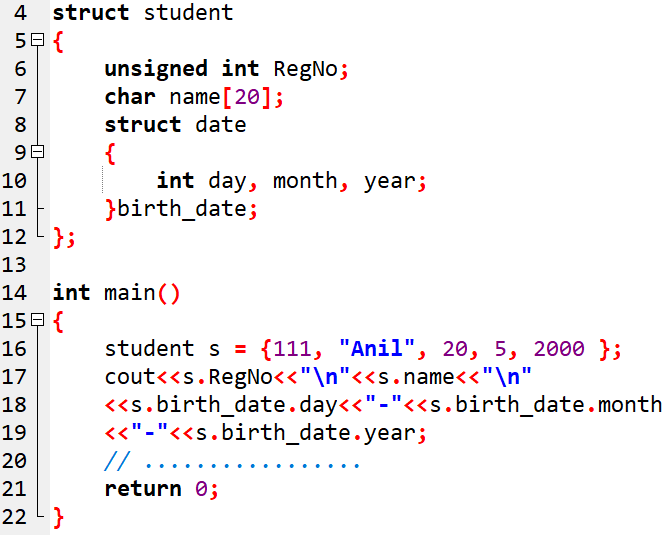 4 struct student
5 {
6 unsigned int RegNo;
7 char name[20];
8 struct date
9 {
10 int day, month, year;
11 }birth_date;
12 };
13
14 int main()
15 {
16 student s = {111, "Anil", 20, 5, 2000 };
17 cout<<s.RegNo<<"\n"<<s.name<<"\n"
18 <<s.birth_date.day<<"-"<<s.birth_date.month
19 <<"-"<<s.birth_date.year;
20 // .................
21 return 0;
22 }